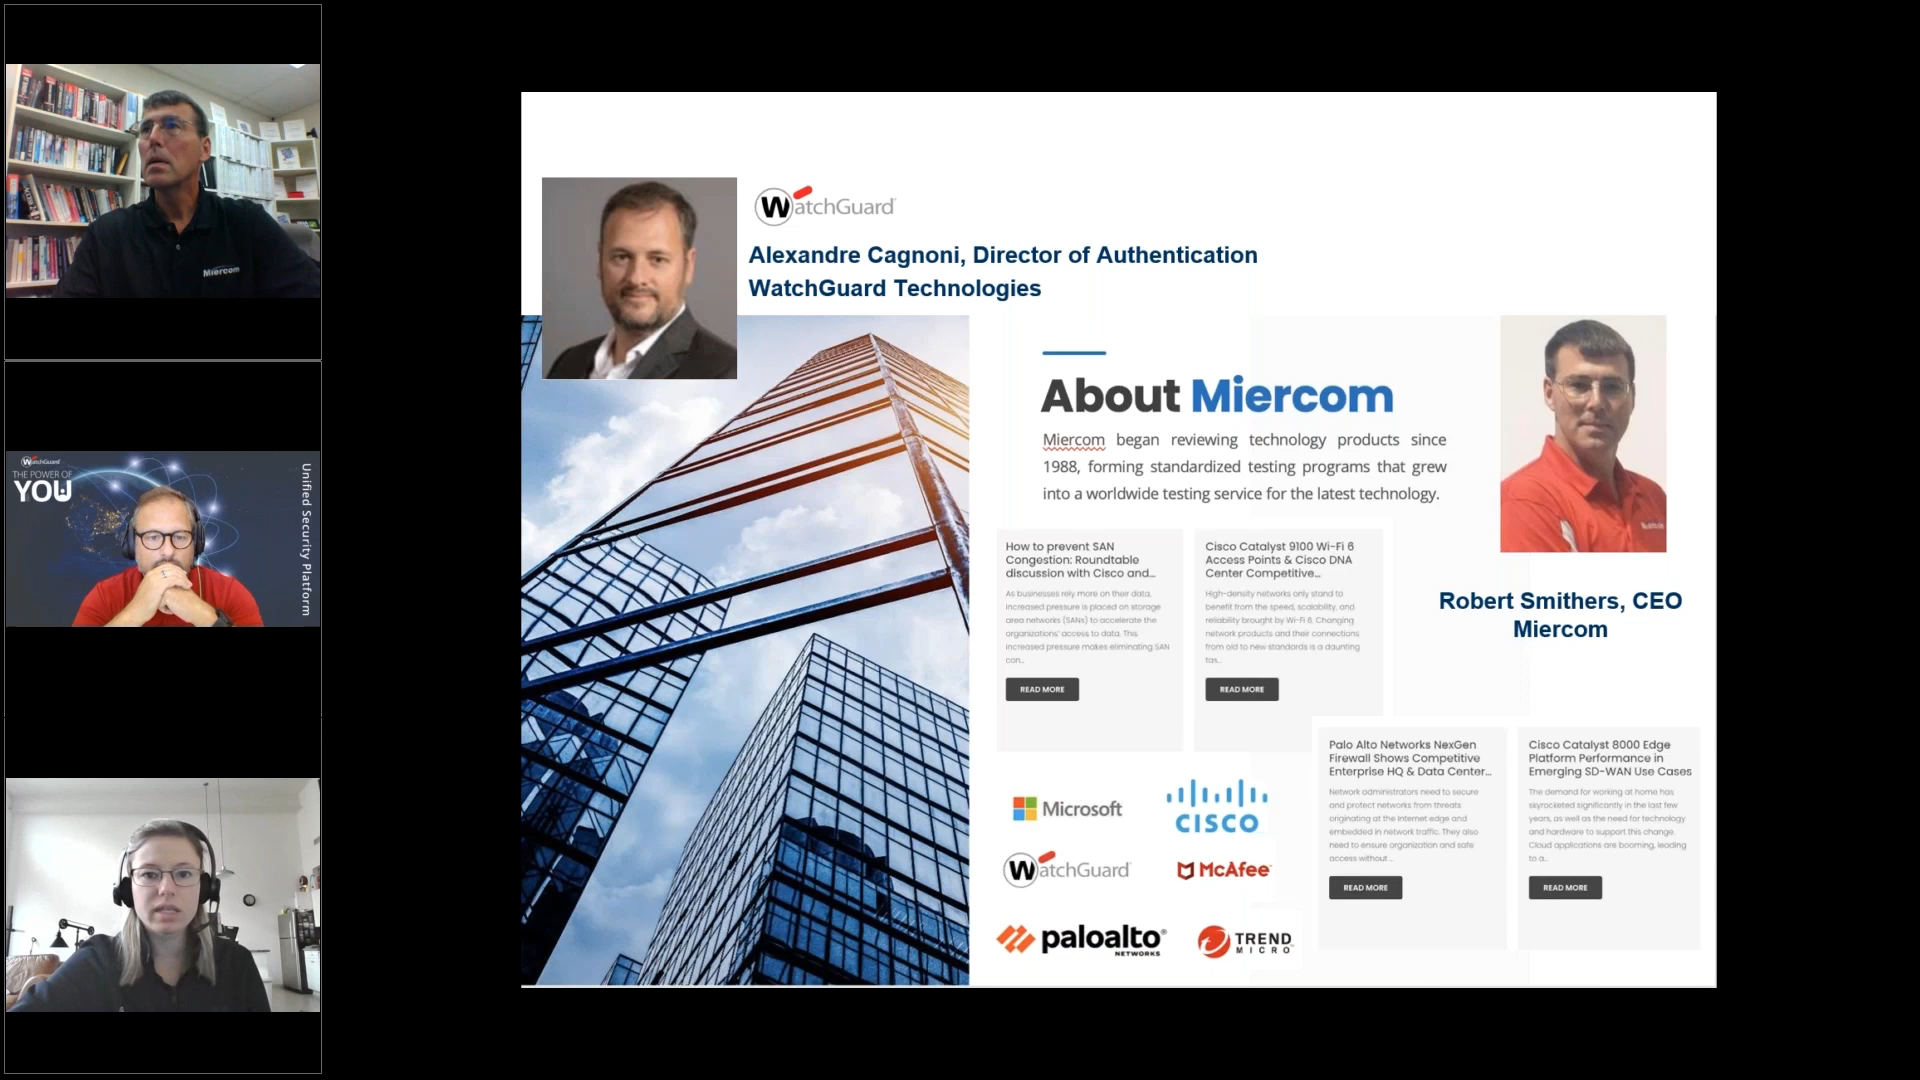 Miercom
WatchGuard
THE POWER OF
YOU
Unified Security Platform
WatchGuard
Alexandre Cagnoni, Director of Authentication
WatchGuard Technologies
About Miercom
Miercom began reviewing technology products since
1988, forming standardized testing programs that grew
into a worldwide testing service for the latest technology.
Robert Smithers, CEO
Miercom
How to prevent SAN
Congestion: Roundtable
discussion with Cisco and...
As businesses rely more on their data,
increased pressure is placed on storage
area networks (SANs) to accelerate the
organizations' access to data. This
increased pressure makes eliminating SAN
con...
READ MORE
Cisco Catalyst 9100 Wi-Fi 6
Access Points & Cisco DNA
Center Competitive...
High-density networks only stand to
benefit from the speed, scalability, and
reliability brought by Wi-Fi 6. Changing
network products and their connections
from old to new standards is a daunting
tas...
READ MORE
Palo Alto Networks NexGen
Firewall Shows Competitive
Enterprise HQ & Data Center...
Network administrators need to secure
and protect networks from threats
originating at the Internet edge and
embedded in network traffic. They also
need to ensure organization and safe
access without ...
READ MORE
Cisco Catalyst 8000 Edge
Platform Performance in
Emerging SD-WAN Use Cases
The demand for working at home has
skyrocketed significantly in the last few
years, as well as the need for technology
and hardware to support this change.
Cloud applications are booming, leading
to a...
READ MORE
Microsoft
CISCO
WatchGuard
McAfee
paloalto®
NETWORKS
TREND
MICRO